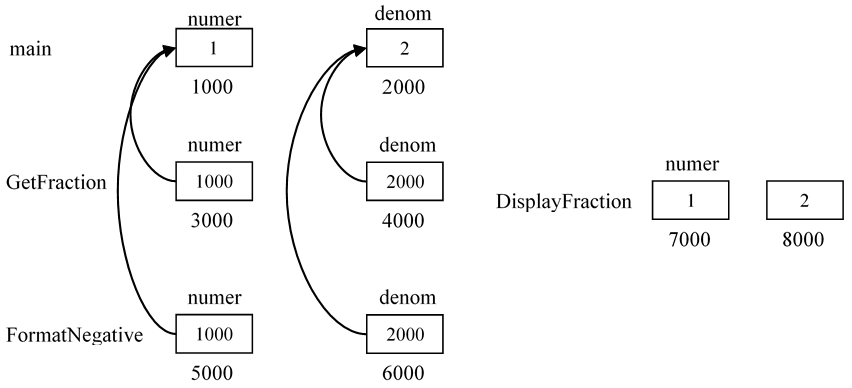 numer denom
main 1 2
1000 2000
numer denom
GetFraction 1000 2000
3000 4000
numer
DisplayFraction 1 2
7000 8000
numer denom
FormatNegative 1000 2000
5000 6000